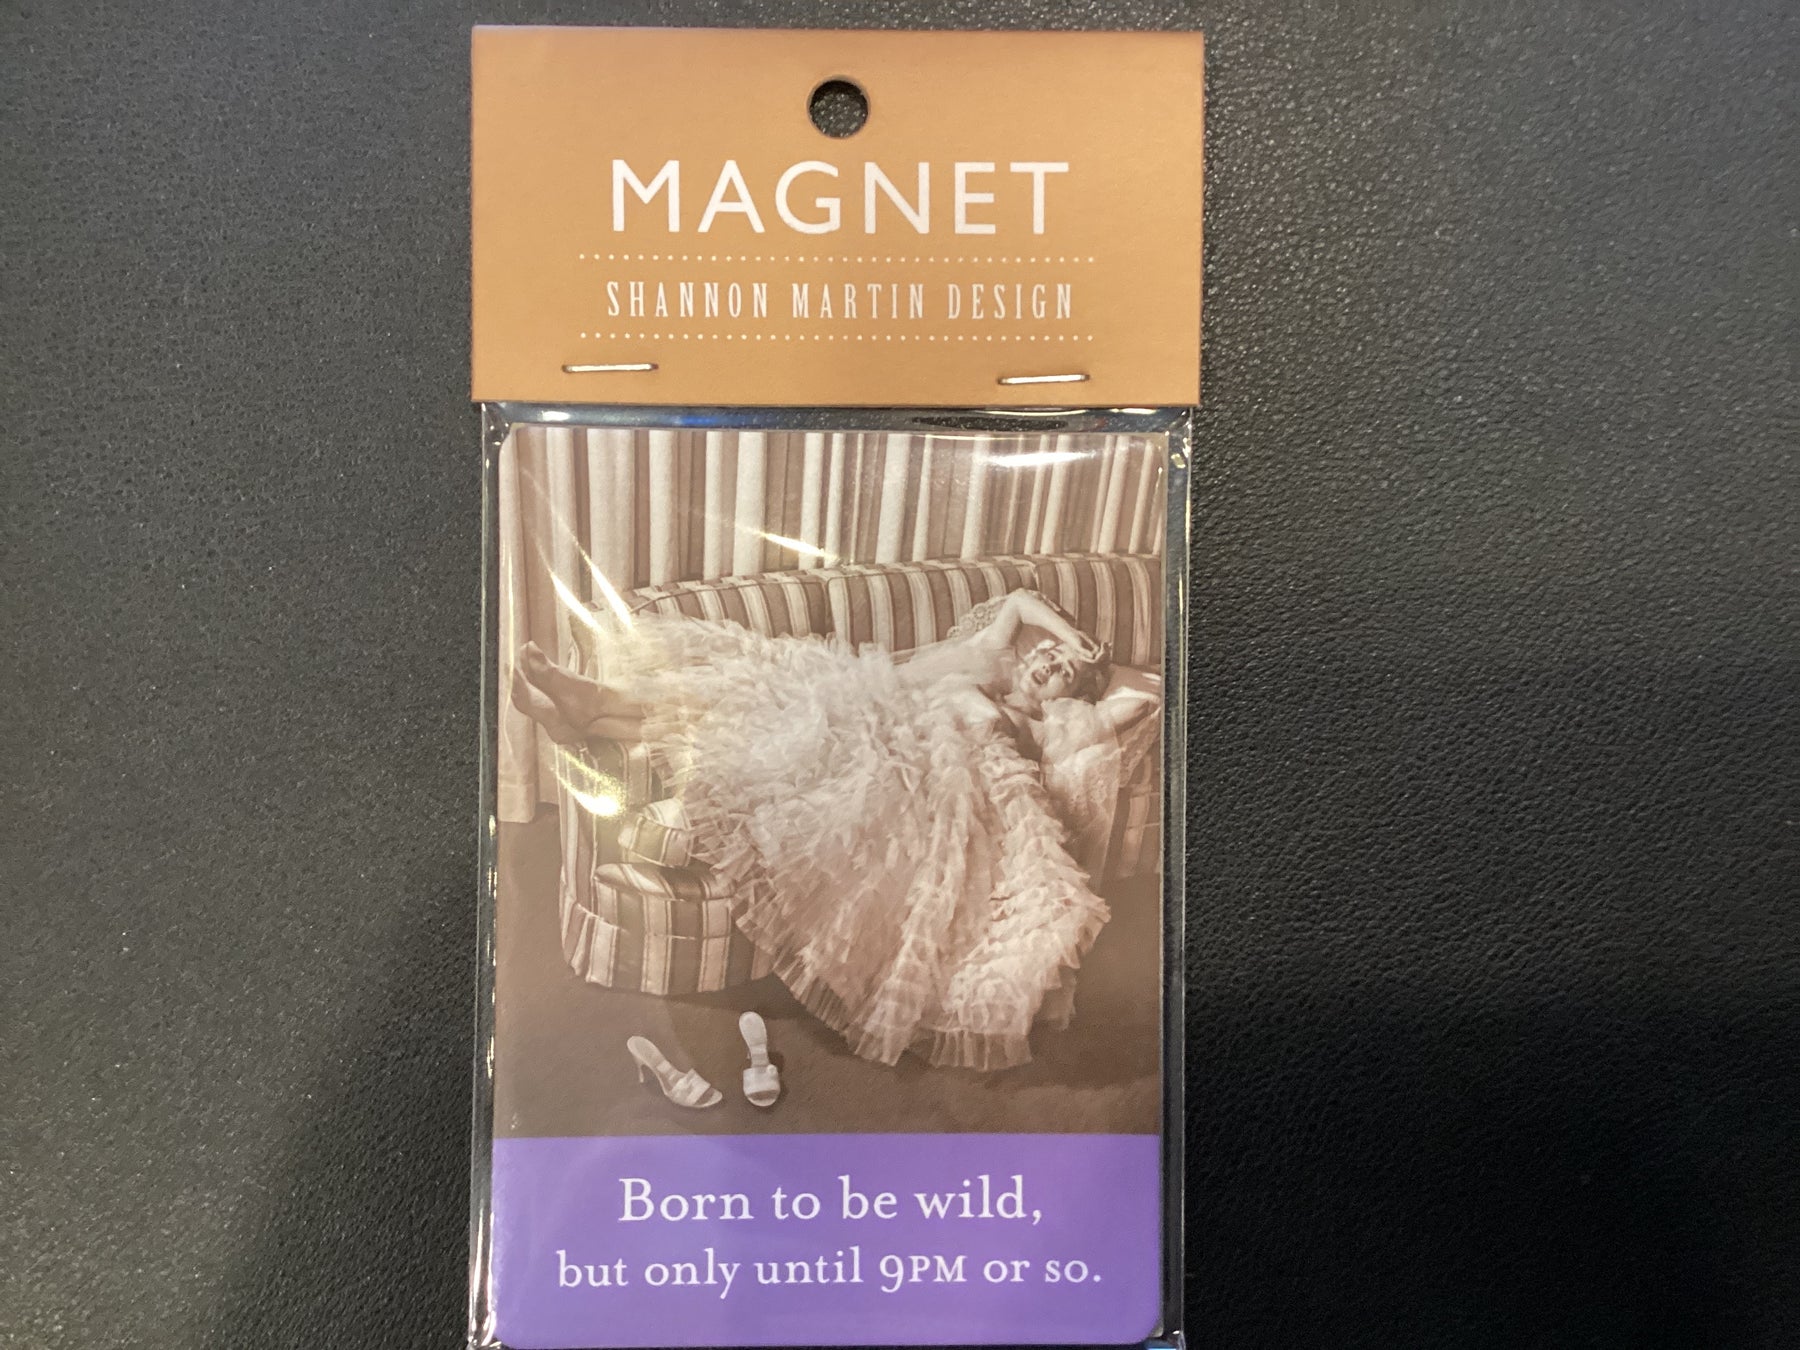 MAGNET
SHANNON MARTIN DESIGN
Born to be wild,
but only until 9PM or so.